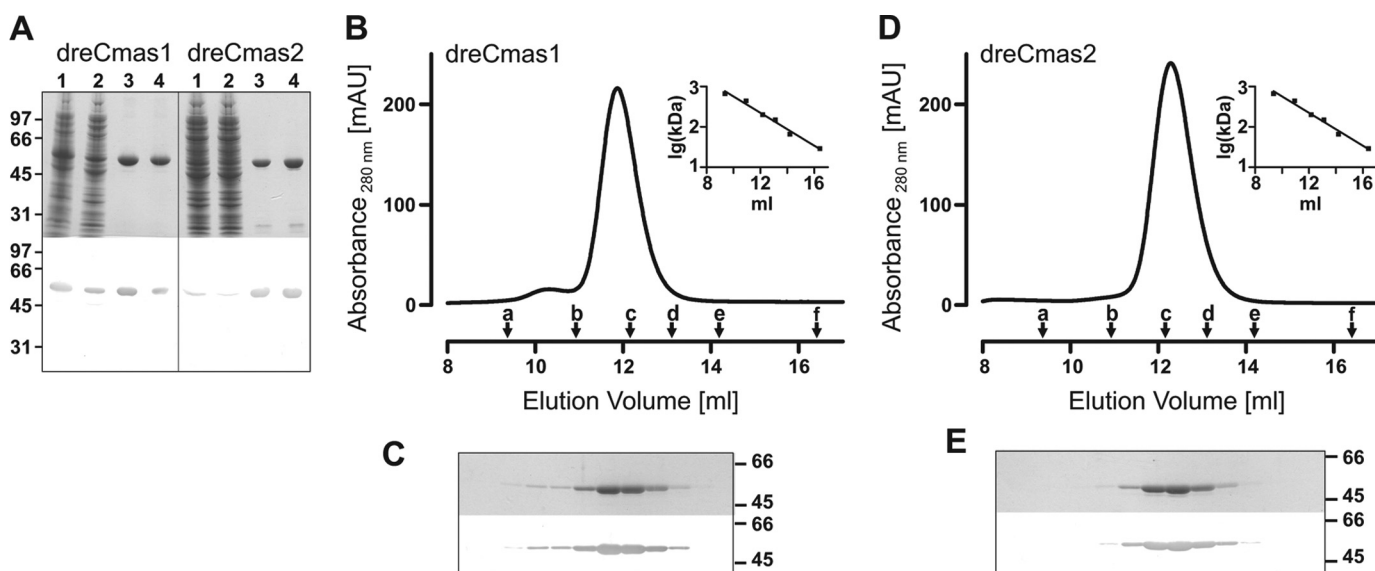 A
dreCmas1 dreCmas2
1 2 3 4 1 2 3 4
97
66
45
31
97
66
45
31
B
dreCmas1
Absorbance 280 nm [mAU]
200
100
0
lg(kDa)
3
2
1
8 12 16
ml
a b c d e f
8 10 12 14 16
Elution Volume [ml]
C
66
45
66
45
D
dreCmas2
Absorbance 280 nm [mAU]
200
100
0
lg(kDa)
3
2
1
8 12 16
ml
a b c d e f
8 10 12 14 16
Elution Volume [ml]
E
66
45
66
45